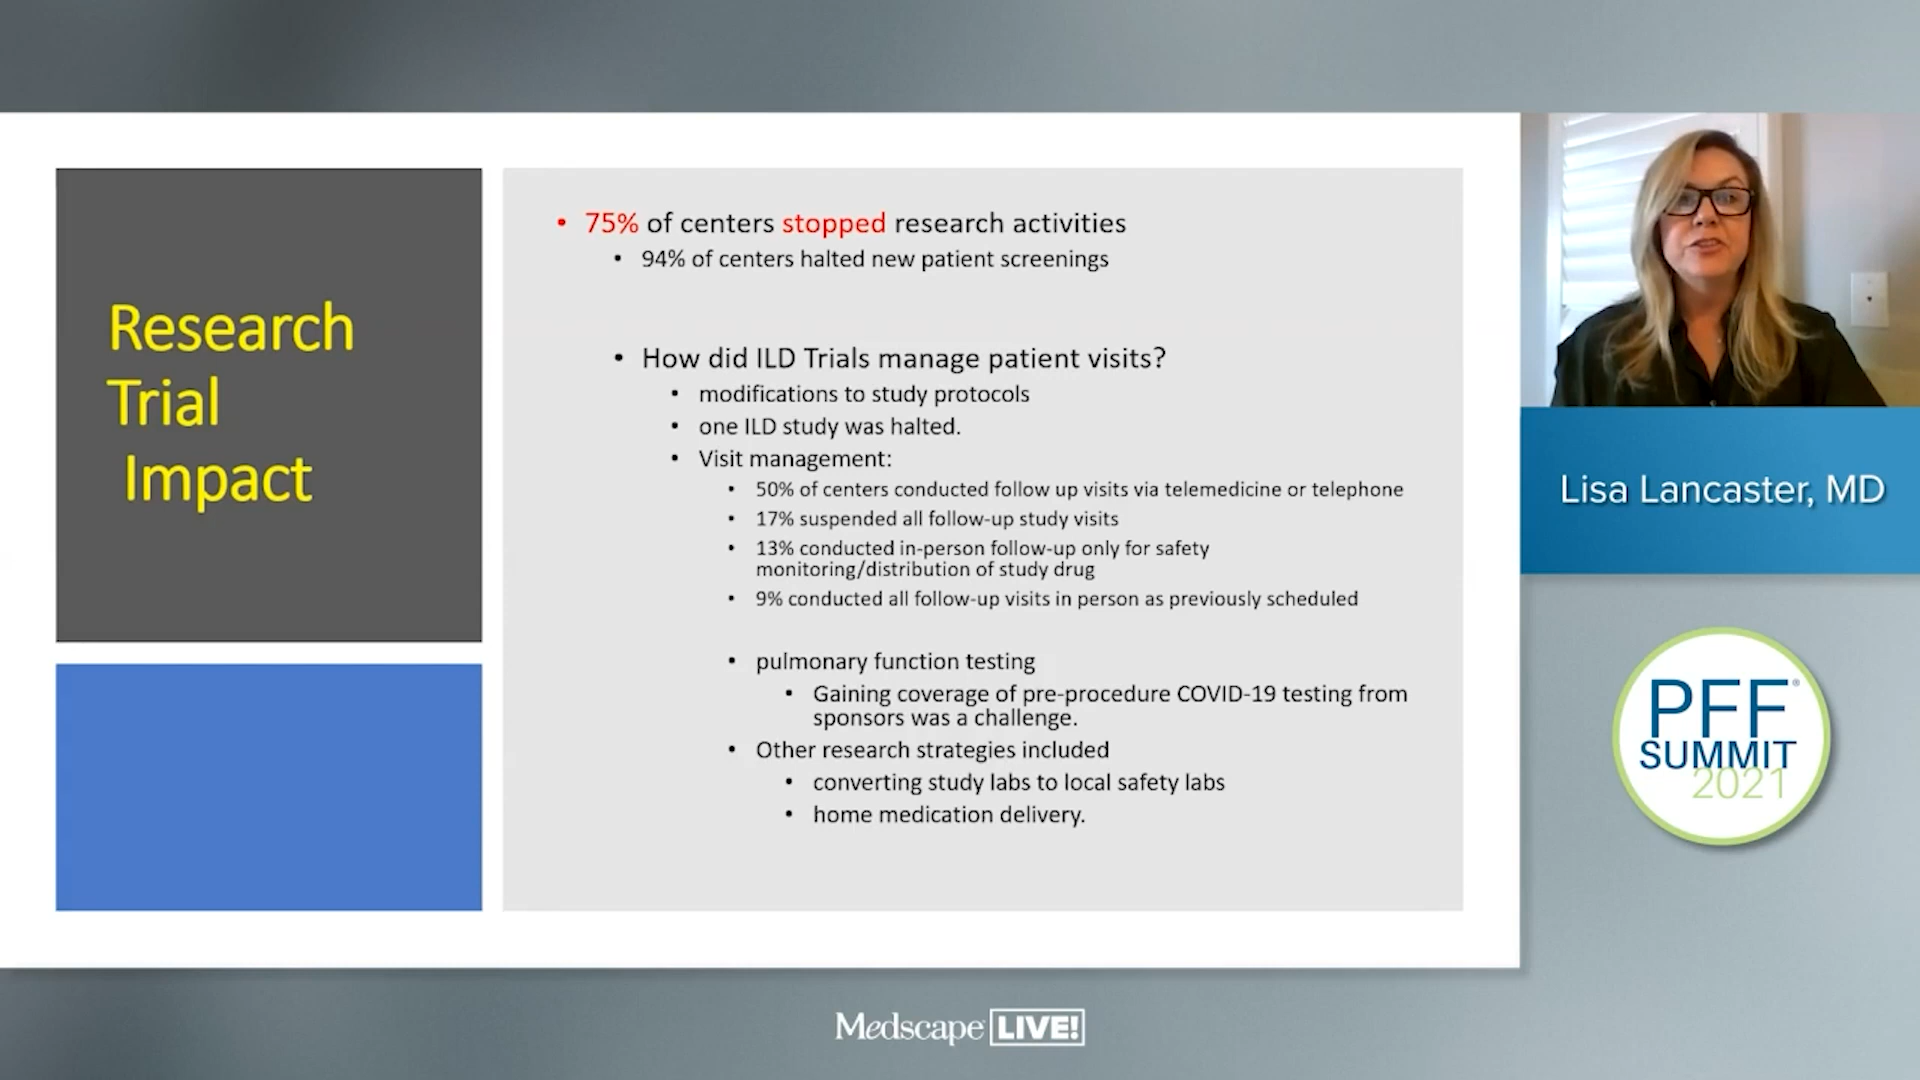 Research
Trial
Impact
• 75% of centers stopped research activities
• 94% of centers halted new patient screenings
• How did ILD Trials manage patient visits?
• modifications to study protocols
• one ILD study was halted.
• Visit management:
• 50% of centers conducted follow up visits via telemedicine or telephone
• 17% suspended all follow-up study visits
• 13% conducted in-person follow-up only for safety
monitoring/distribution of study drug
• 9% conducted all follow-up visits in person as previously scheduled
• pulmonary function testing
• Gaining coverage of pre-procedure COVID-19 testing from
sponsors was a challenge.
• Other research strategies included
• converting study labs to local safety labs
• home medication delivery.
Lisa Lancaster, MD
PFF®
SUMMIT
2021
Medscape LIVE!